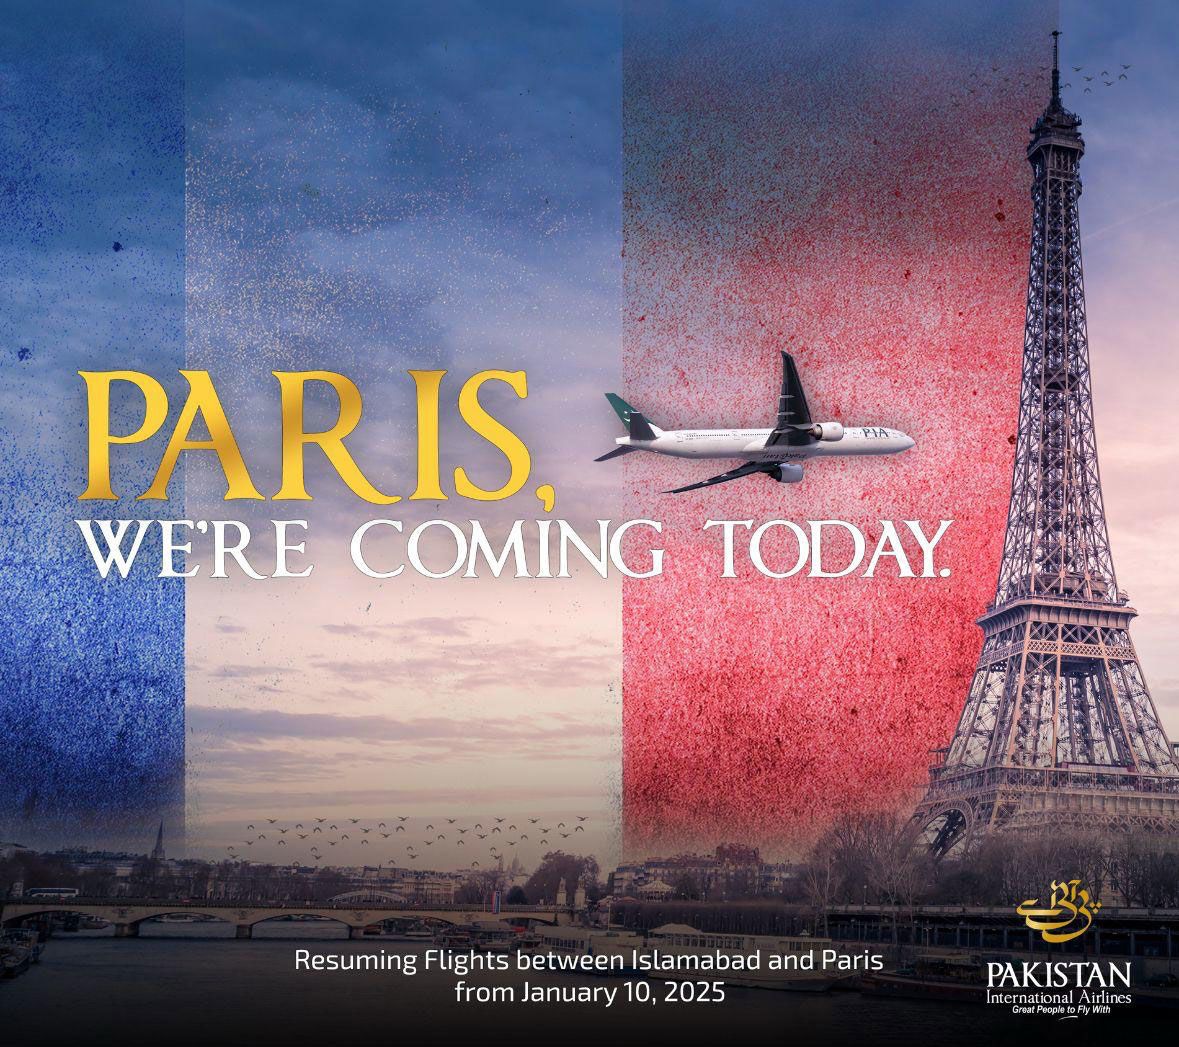 PARIS,
PIA
WE'RE COMING TODAY.
Resuming Flights between Islamabad and Paris
from January 10, 2025
PAKISTAN
International Airlines
Great People to Fly With